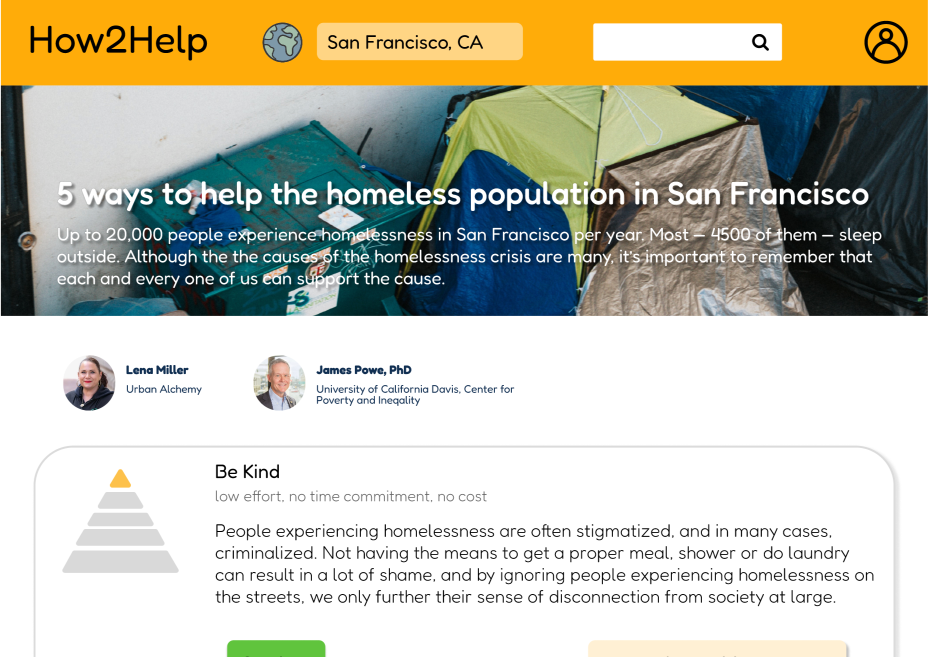 How2Help
San Francisco, CA
5 ways to help the homeless population in San Francisco
Up to 20,000 people experience homelessness in San Francisco per year. Most — 4500 of them — sleep
outside. Although the the causes of the homelessness crisis are many, it's important to remember that
each and every one of us can support the cause.
Lena Miller
Urban Alchemy
James Powe, PhD
University of California Davis, Center for
Poverty and Ineqality
Be Kind
low effort, no time commitment, no cost
People experiencing homelessness are often stigmatized, and in many cases,
criminalized. Not having the means to get a proper meal, shower or do laundry
can result in a lot of shame, and by ignoring people experiencing homelessness on
the streets, we only further their sense of disconnection from society at large.